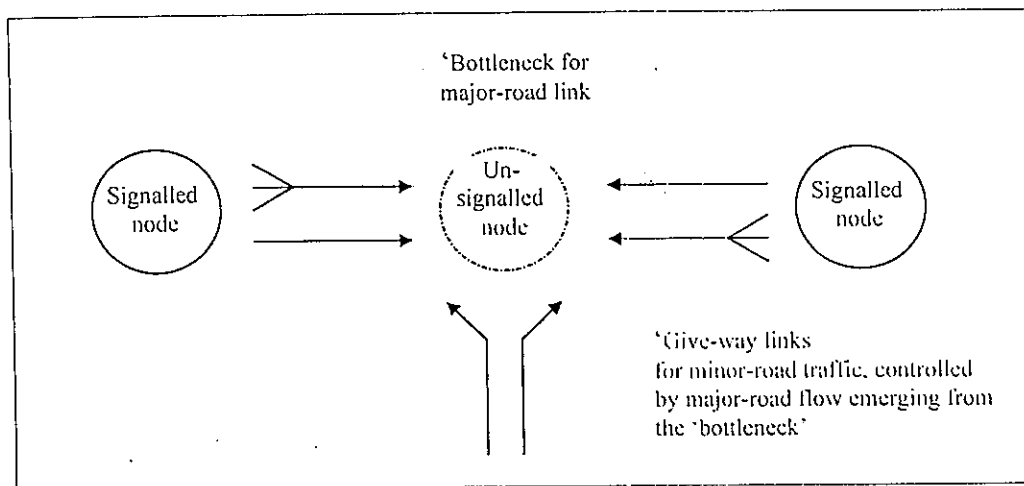 ‘Bottleneck for
major-road link
Signalled
node
Un-
signalled
node
Signalled
node
‘Give-way links
for minor-road traffic, controlled
by major-road flow emerging from
the ‘bottleneck’